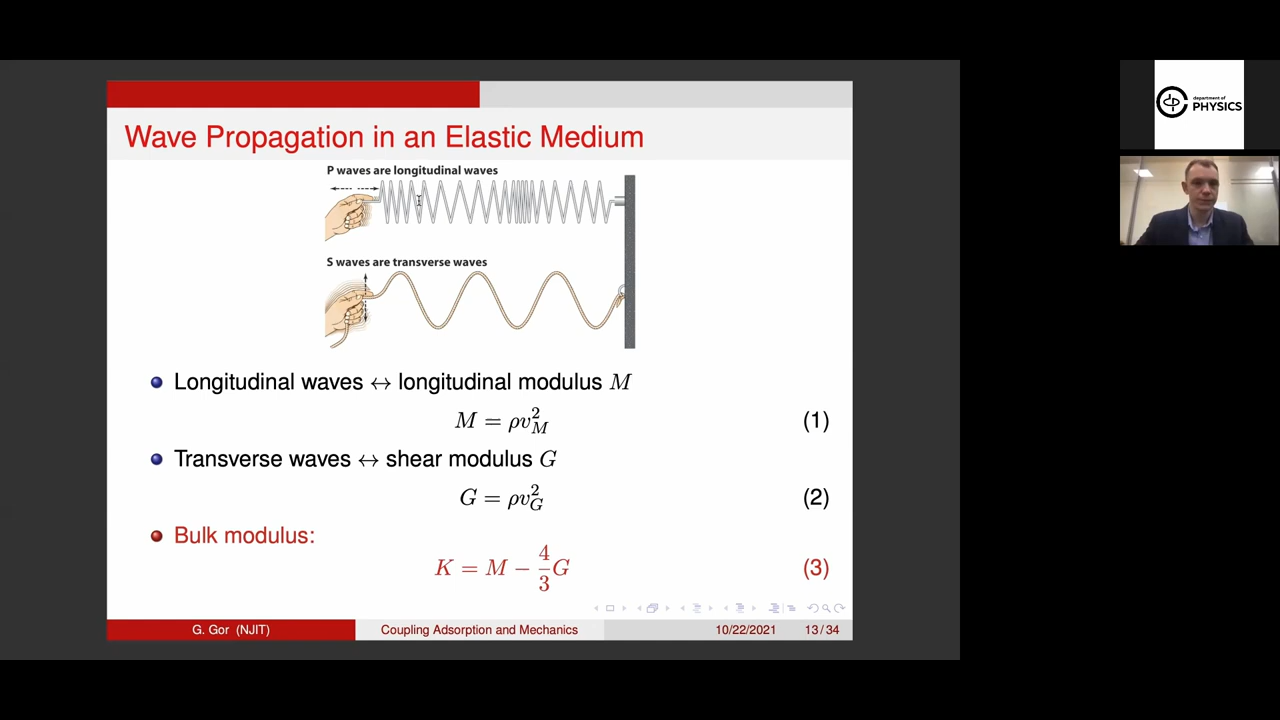 Wave Propagation in an Elastic Medium
P waves are longitudinal waves
S waves are transverse waves
Longitudinal waves ↔ longitudinal modulus M
M = ρv²_M (1)
Transverse waves ↔ shear modulus G
G = ρv²_G (2)
Bulk modulus:
K = M − 4/3 G (3)
G. Gor (NJIT) Coupling Adsorption and Mechanics 10/22/2021 13 / 34
department of
PHYSICS